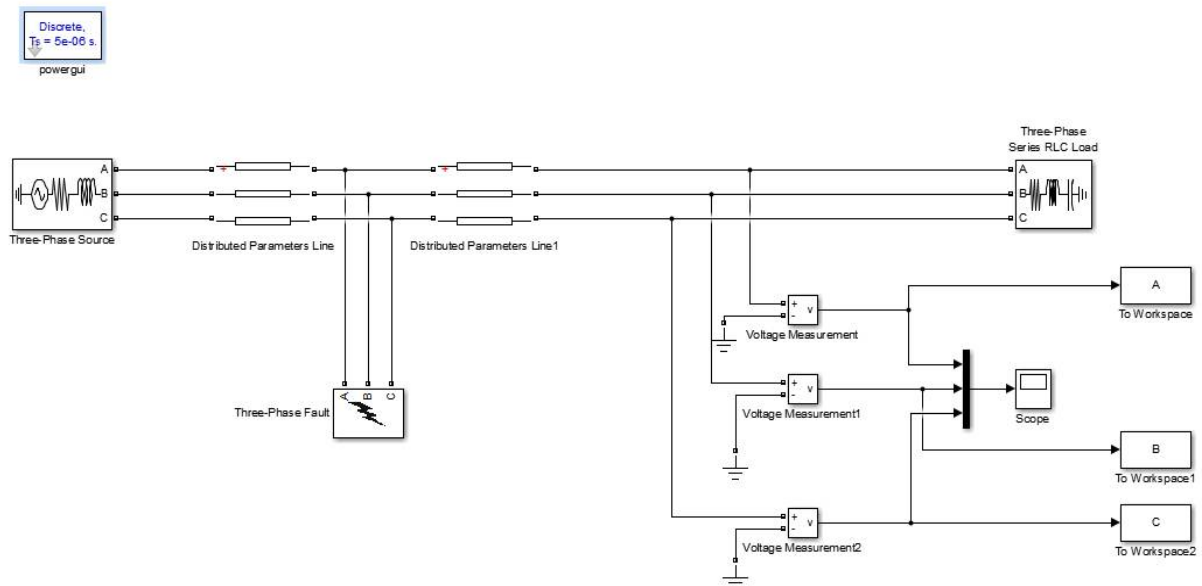 Discrete,
Ts = 5e-06 s.
powergui
Three-Phase
Series RLC Load
A
B
C
Three-Phase Source
Distributed Parameters Line
Distributed Parameters Line1
A
B
C
A
B
C
Three-Phase Fault
+
-
v
Voltage Measurement
A
To Workspace
+
-
v
Voltage Measurement1
Scope
B
To Workspace1
+
-
v
Voltage Measurement2
C
To Workspace2